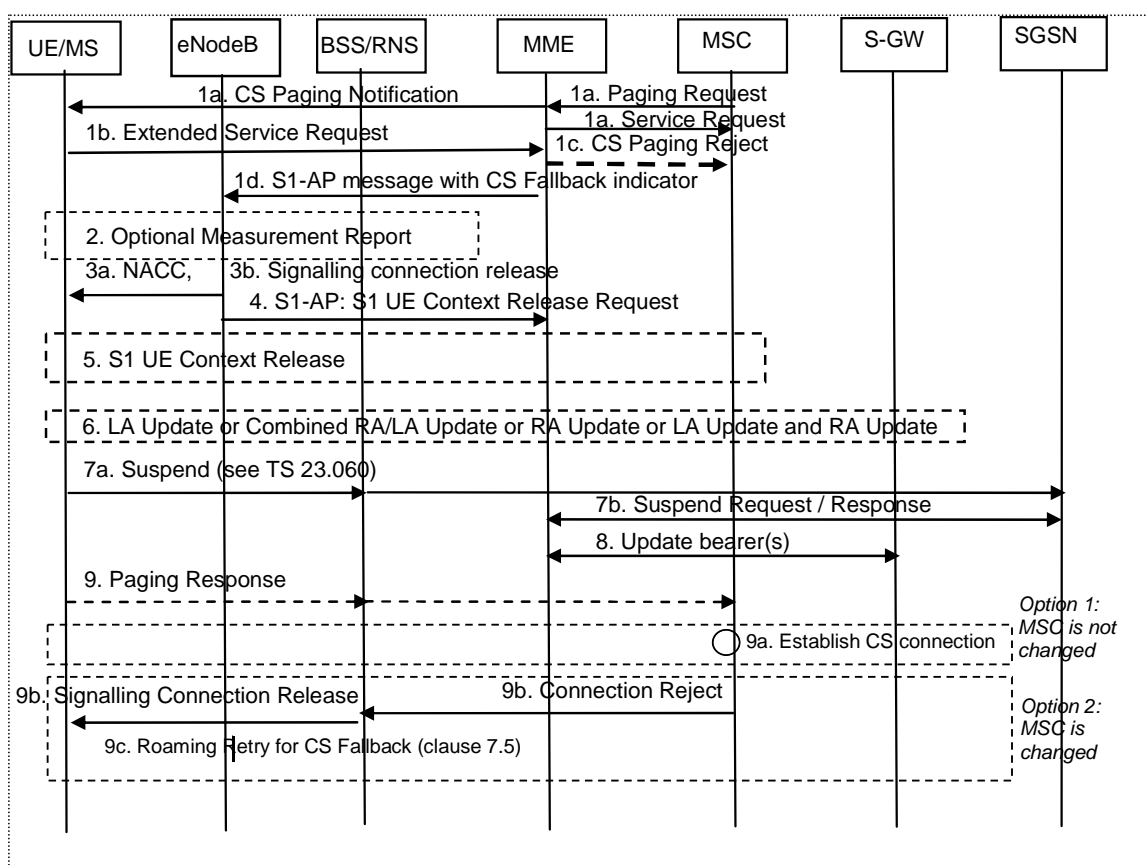 UE/MS
eNodeB
BSS/RNS
MME
MSC
S-GW
SGSN
1a. CS Paging Notification
1a. Paging Request
1a. Service Request
1b. Extended Service Request
1c. CS Paging Reject
1d. S1-AP message with CS Fallback indicator
2. Optional Measurement Report
3a. NACC,
3b. Signalling connection release
4. S1-AP: S1 UE Context Release Request
5. S1 UE Context Release
6. LA Update or Combined RA/LA Update or RA Update or LA Update and RA Update
7a. Suspend (see TS 23.060)
7b. Suspend Request / Response
8. Update bearer(s)
9. Paging Response
Option 1:
MSC is not
changed
9a. Establish CS connection
9b. Signalling Connection Release
9b. Connection Reject
Option 2:
MSC is
changed
9c. Roaming Retry for CS Fallback (clause 7.5)